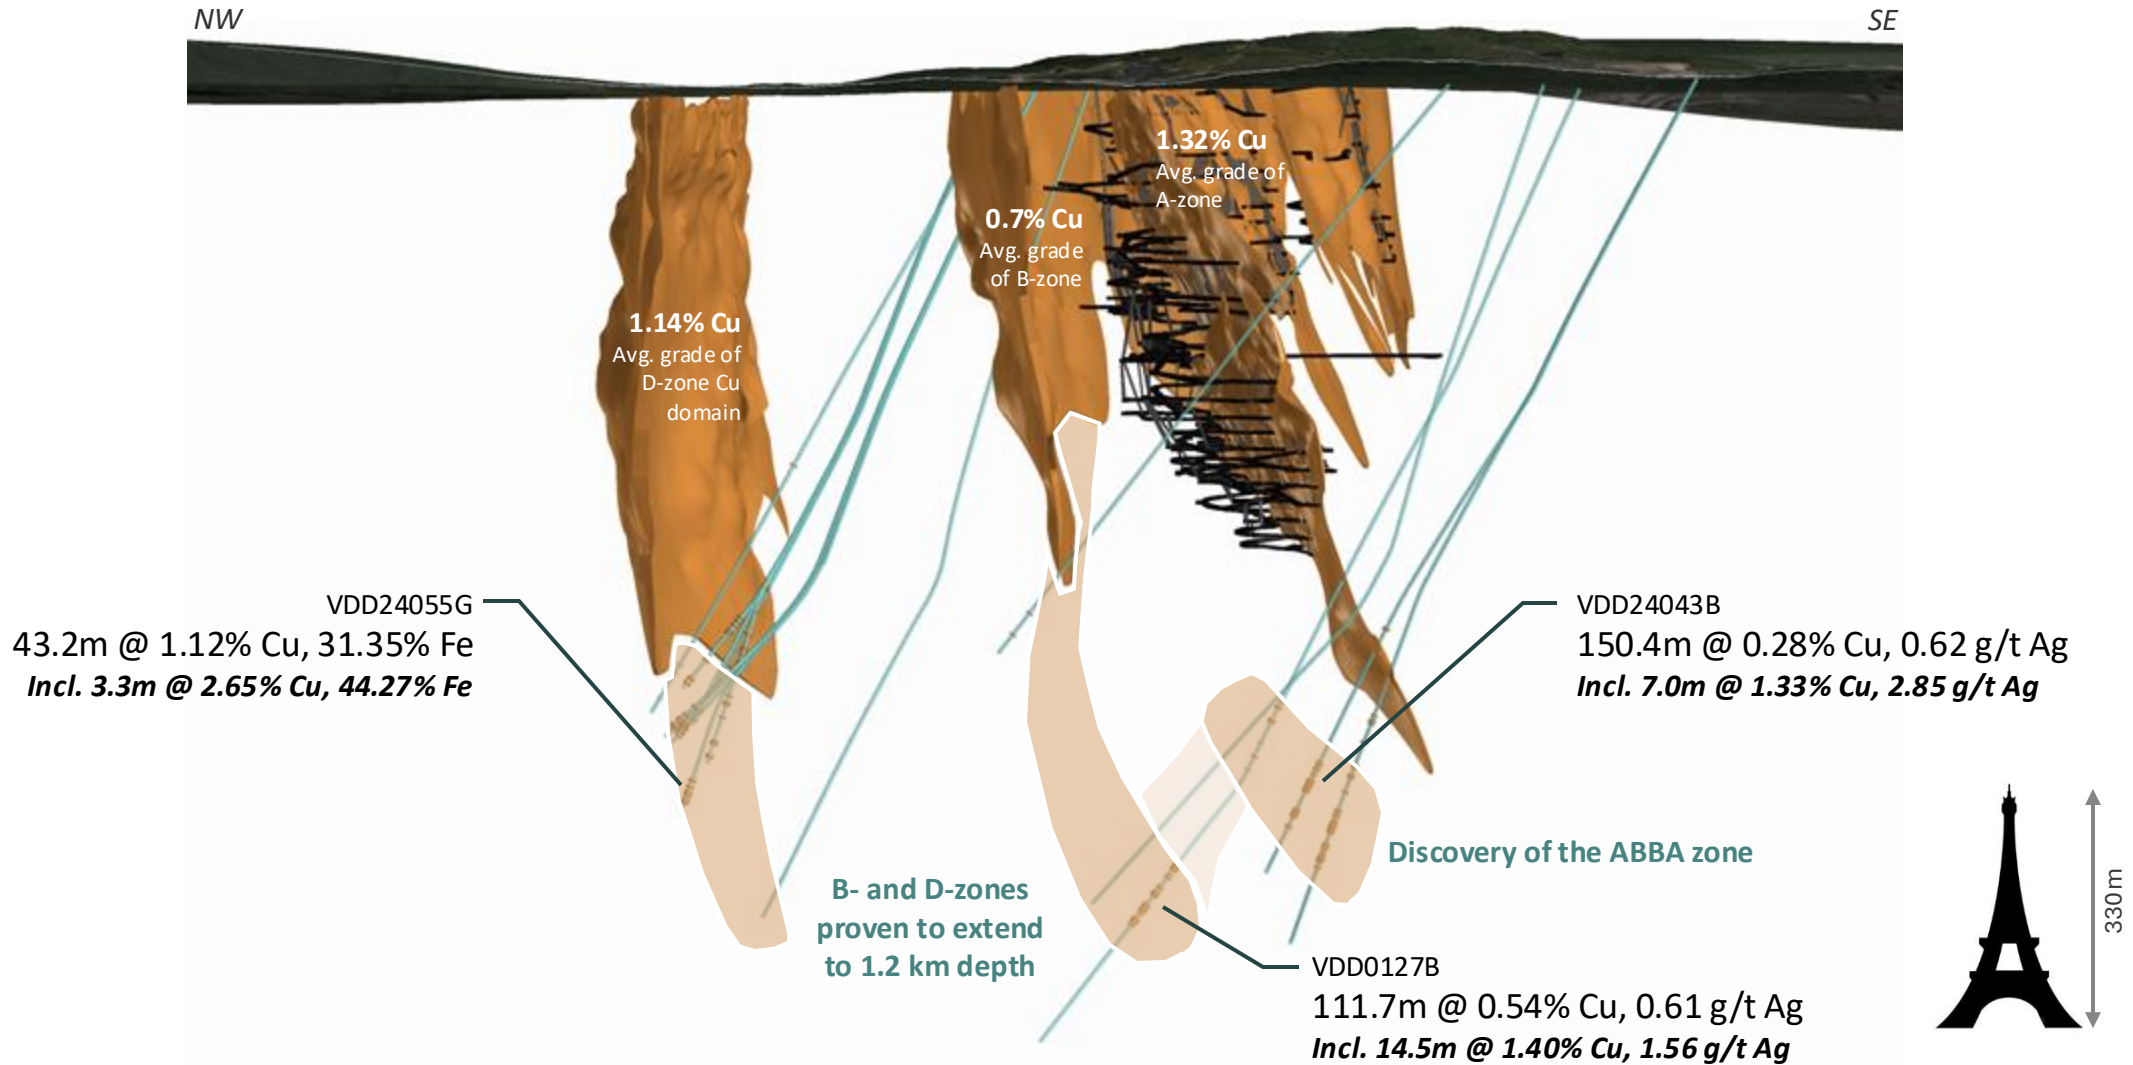 NW
SE
1.32% Cu
Avg. grade of
A-zone
0.7% Cu
Avg. grade
of B-zone
1.14% Cu
Avg. grade of
D-zone Cu
domain
VDD24055G
43.2m @ 1.12% Cu, 31.35% Fe
Incl. 3.3m @ 2.65% Cu, 44.27% Fe
VDD24043B
150.4m @ 0.28% Cu, 0.62 g/t Ag
Incl. 7.0m @ 1.33% Cu, 2.85 g/t Ag
Discovery of the ABBA zone
B- and D-zones
proven to extend
to 1.2 km depth
VDD0127B
111.7m @ 0.54% Cu, 0.61 g/t Ag
Incl. 14.5m @ 1.40% Cu, 1.56 g/t Ag
330m